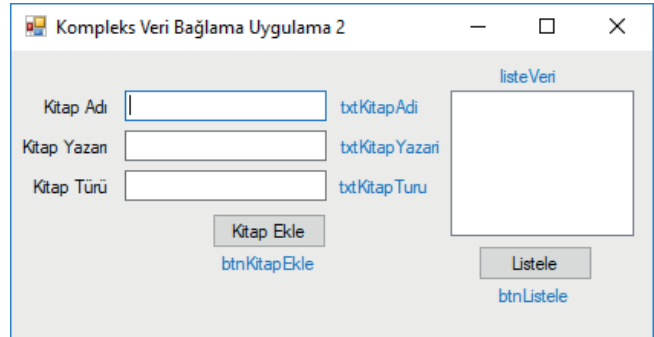 Kompleks Veri Bağlama Uygulama 2
listeVeri
Kitap Adı txtKitapAdi
Kitap Yazarı txtKitapYazari
Kitap Türü txtKitapTuru
Kitap Ekle
btnKitapEkle
Listele
btnListele